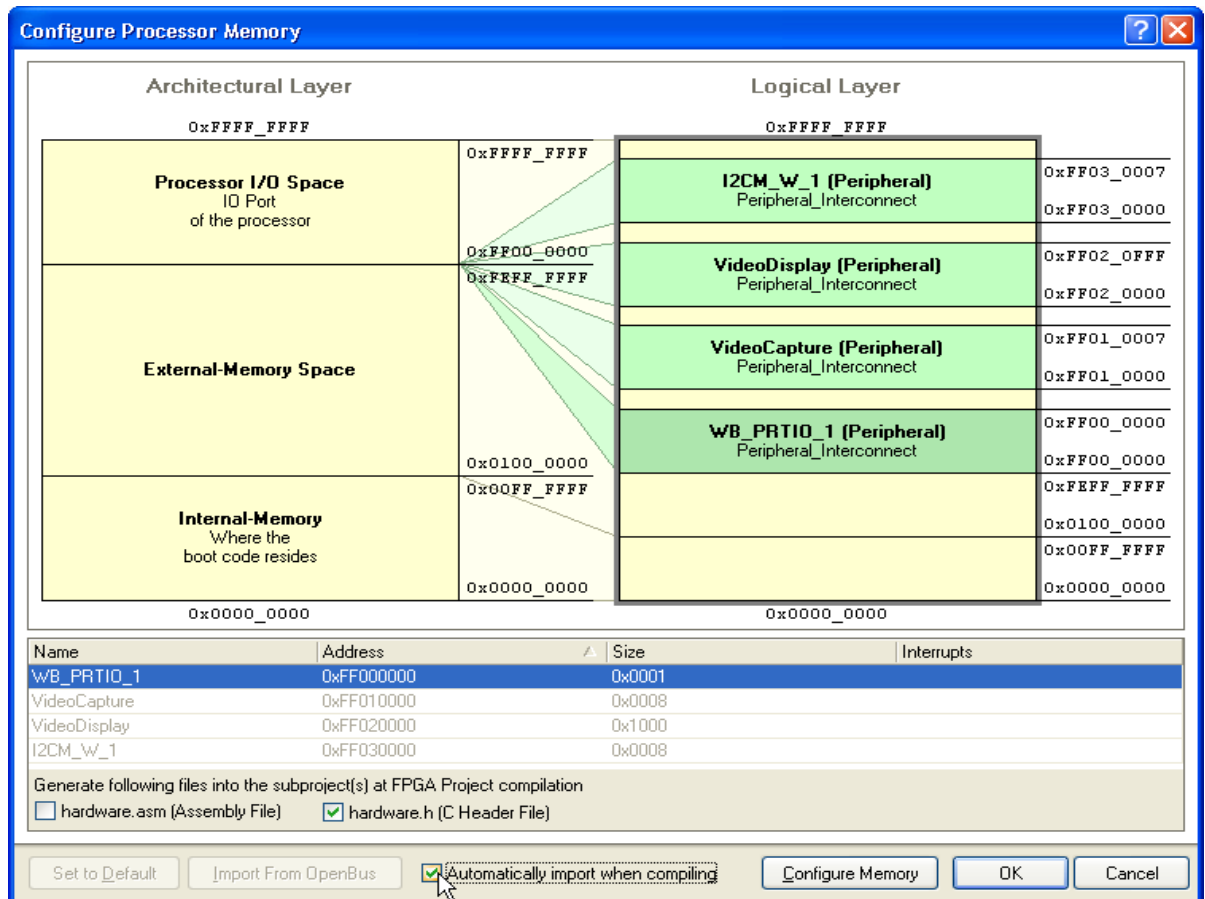 Configure Processor Memory
Architectural Layer
Logical Layer
0xFFFF_FFFF
0xFFFF_FFFF
0xFFFF_FFFF
Processor I/O Space
IO Port
of the processor
0xFF00_0000
0xFEFF_FFFF
External-Memory Space
0x0100_0000
0x00FF_FFFF
Internal-Memory
Where the
boot code resides
0x0000_0000
0x0000_0000
I2CM_W_1 (Peripheral)
Peripheral_Interconnect
0xFF03_0007
0xFF03_0000
VideoDisplay (Peripheral)
Peripheral_Interconnect
0xFF02_0FFF
0xFF02_0000
VideoCapture (Peripheral)
Peripheral_Interconnect
0xFF01_0007
0xFF01_0000
WB_PRTIO_1 (Peripheral)
Peripheral_Interconnect
0xFF00_0000
0xFF00_0000
0xFEFF_FFFF
0x0100_0000
0x00FF_FFFF
0x0000_0000
0x0000_0000
Name Address Size Interrupts
WB_PRTIO_1 0xFF000000 0x0001
VideoCapture 0xFF010000 0x0008
VideoDisplay 0xFF020000 0x1000
I2CM_W_1 0xFF030000 0x0008
Generate following files into the subproject(s) at FPGA Project compilation
hardware.asm (Assembly File) hardware.h (C Header File)
Set to Default Import From OpenBus Automatically import when compiling Configure Memory OK Cancel